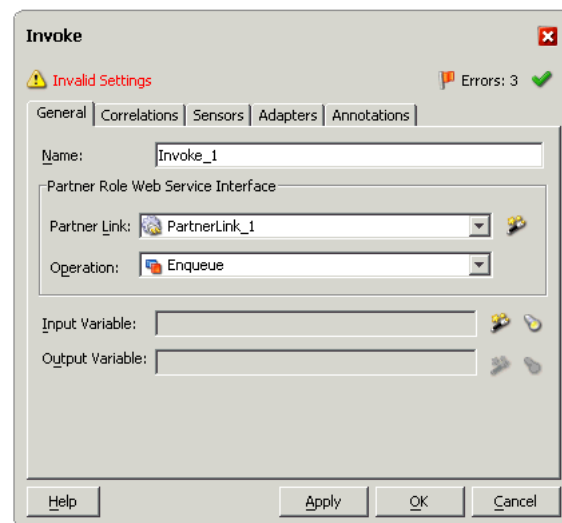 Invoke
Invalid Settings
Errors: 3
General Correlations Sensors Adapters Annotations
Name: Invoke_1
Partner Role Web Service Interface
Partner Link: PartnerLink_1
Operation: Enqueue
Input Variable:
Output Variable:
Help Apply OK Cancel